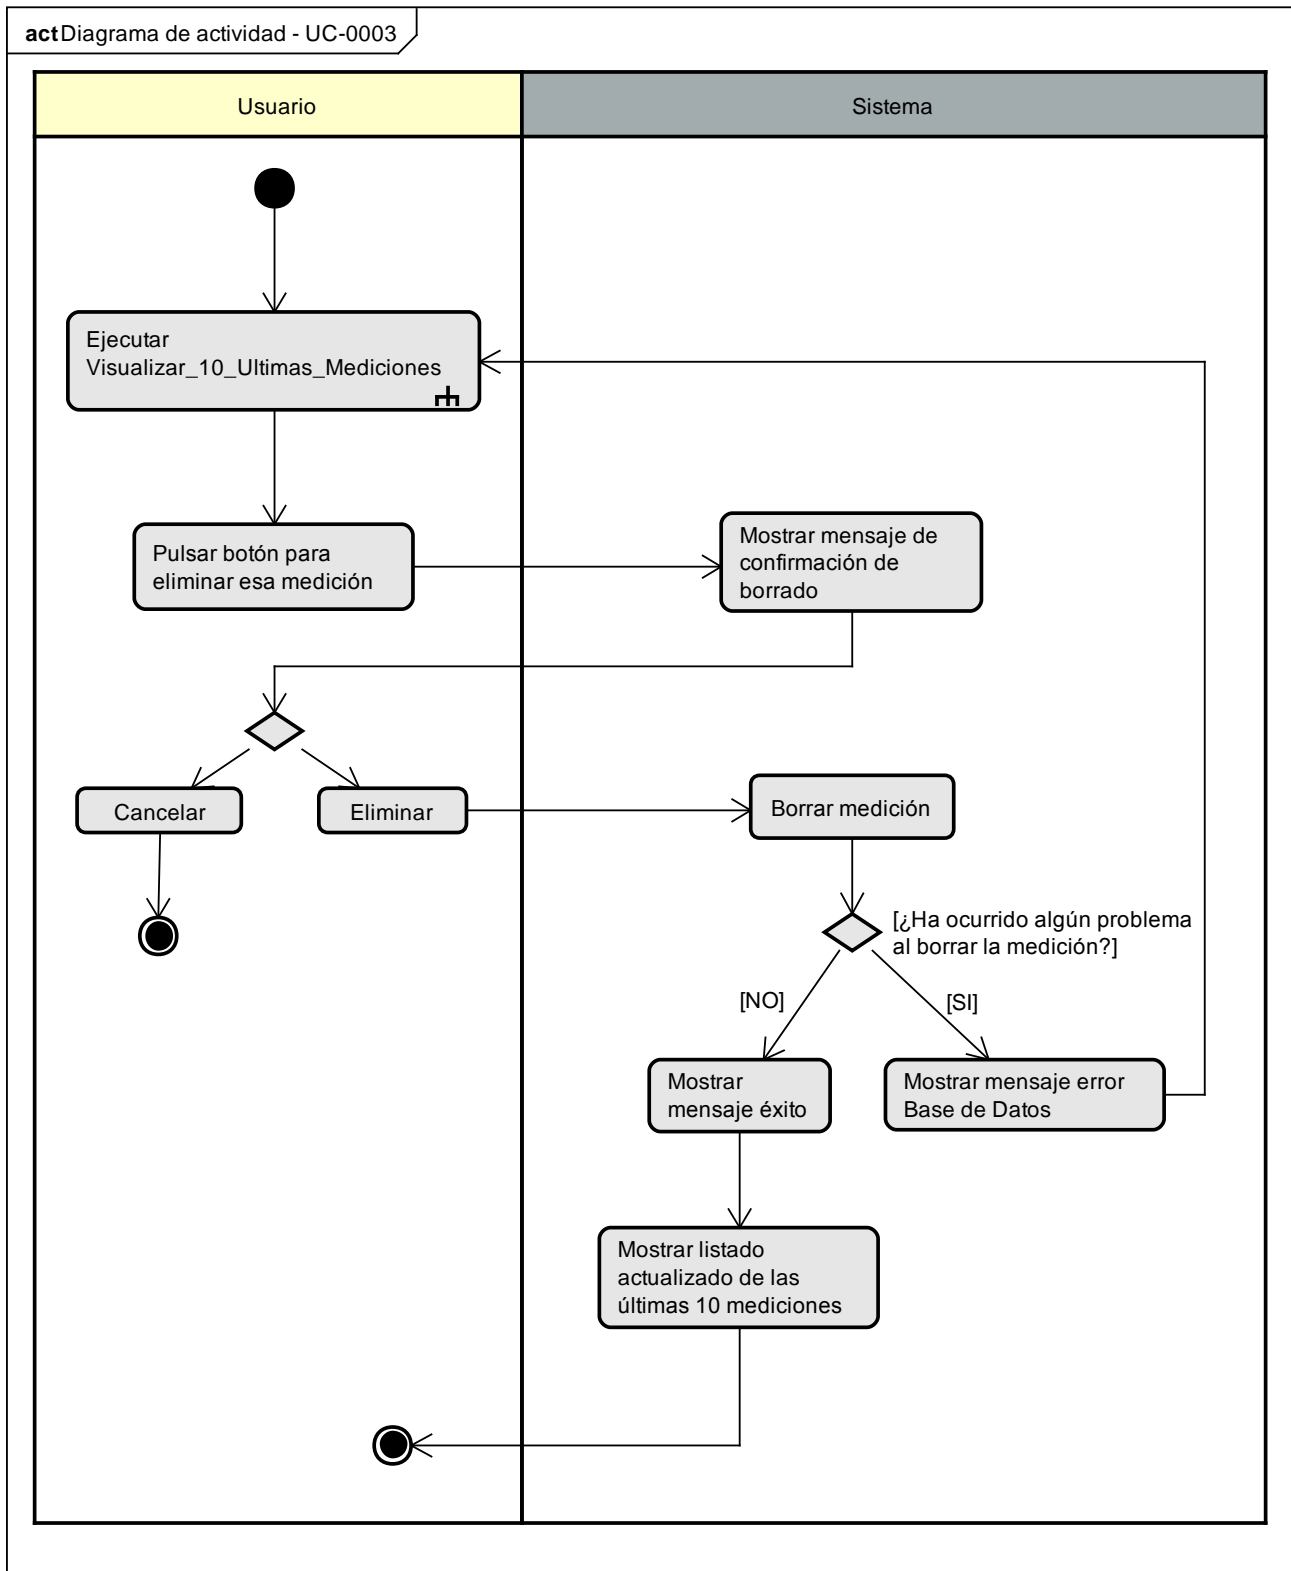 act Diagrama de actividad - UC-0003
Usuario
Sistema
Ejecutar
Visualizar_10_Ultimas_Mediciones
Pulsar botón para
eliminar esa medición
Mostrar mensaje de
confirmación de
borrado
Cancelar
Eliminar
Borrar medición
[¿Ha ocurrido algún problema
al borrar la medición?]
[NO]
[SI]
Mostrar
mensaje éxito
Mostrar mensaje error
Base de Datos
Mostrar listado
actualizado de las
últimas 10 mediciones